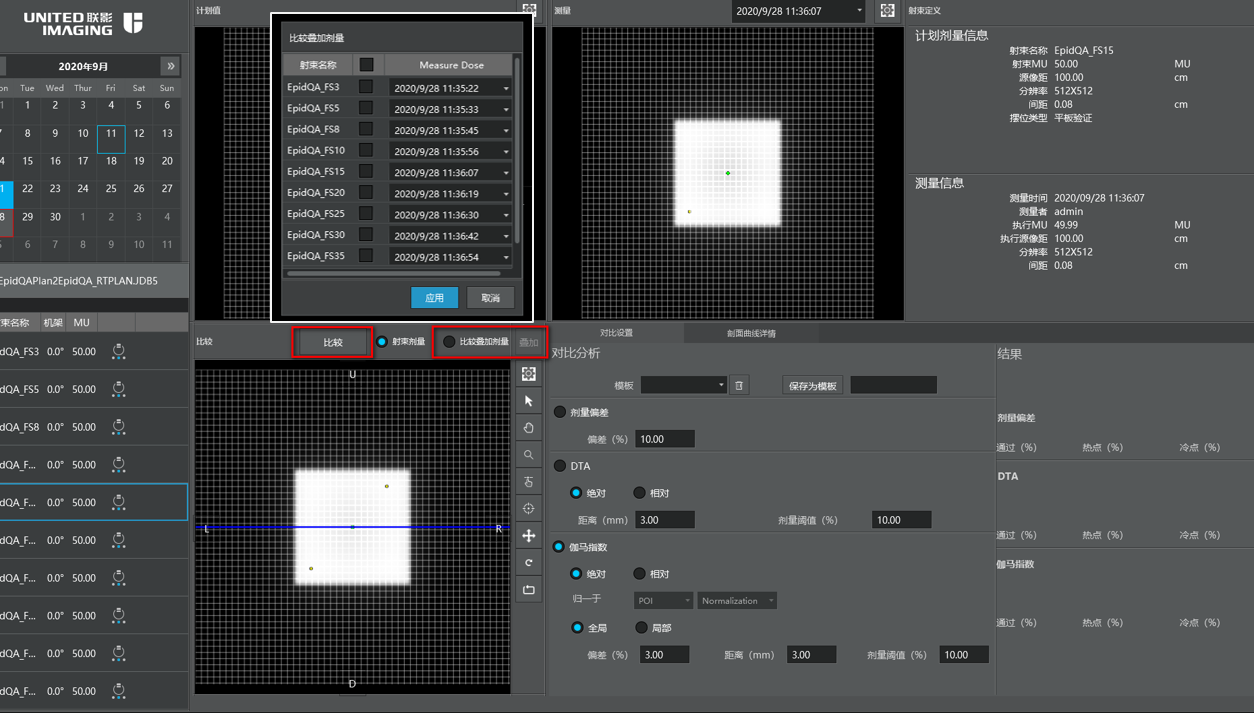 UNITED 联影
IMAGING
2020年9月
»
Tue Wed Thur Fri Sat Sun
1 2 3 4 5 6
8 9 10 11 12 13
15 16 17 18 19 20
22 23 24 25 26 27
29 30 1 2 3 4
6 7 8 9 10 11
EpidQAPlan2EpidQA_RTPLAN.JDB5
束名称 机架 MU
dQA_FS3 0.0° 50.00
dQA_FS5 0.0° 50.00
dQA_FS8 0.0° 50.00
dQA_F... 0.0° 50.00
dQA_F... 0.0° 50.00
dQA_F... 0.0° 50.00
dQA_F... 0.0° 50.00
dQA_F... 0.0° 50.00
dQA_F... 0.0° 50.00
dQA_F... 0.0° 50.00
计划值
比较叠加剂量
射束名称 Measure Dose
EpidQA_FS3 2020/9/28 11:35:22
EpidQA_FS5 2020/9/28 11:35:33
EpidQA_FS8 2020/9/28 11:35:45
EpidQA_FS10 2020/9/28 11:35:56
EpidQA_FS15 2020/9/28 11:36:07
EpidQA_FS20 2020/9/28 11:36:19
EpidQA_FS25 2020/9/28 11:36:30
EpidQA_FS30 2020/9/28 11:36:42
EpidQA_FS35 2020/9/28 11:36:54
应用 取消
测量 2020/9/28 11:36:07
射束定义
计划剂量信息
射束名称 EpidQA_FS15
射束MU 50.00 MU
源像距 100.00 cm
分辨率 512X512
间距 0.08 cm
摆位类型 平板验证
测量信息
测量时间 2020/09/28 11:36:07
测量者 admin
执行MU 49.99 MU
执行源像距 100.00 cm
分辨率 512X512
间距 0.08 cm
比较 比较 射束剂量 比较叠加剂量 叠加
U
L R
D
对比设置 剖面曲线详情
对比分析
模板 保存为模板
剂量偏差
偏差（%） 10.00
DTA
绝对 相对
距离（mm） 3.00 剂量阈值（%） 10.00
伽马指数
绝对 相对
归一于 POI Normalization
全局 局部
偏差（%） 3.00 距离（mm） 3.00 剂量阈值（%） 10.00
结果
剂量偏差
通过（%） 热点（%） 冷点（%）
DTA
通过（%） 热点（%） 冷点（%）
伽马指数
通过（%） 热点（%） 冷点（%）